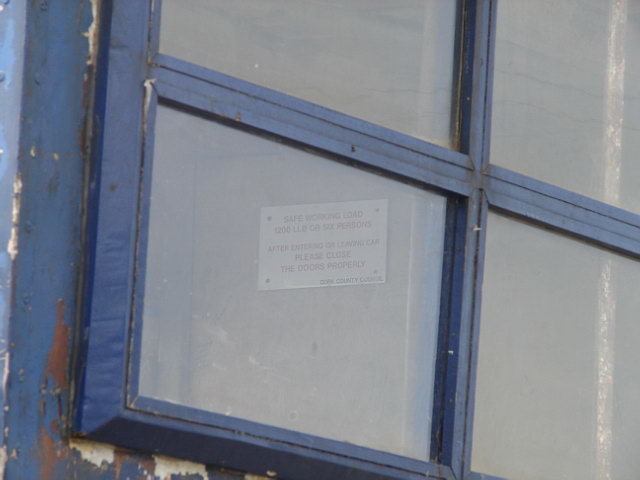 SAFE WORKING LOAD
1200 LLB OR SIX PERSONS
AFTER ENTERING OR LEAVING CAR
PLEASE CLOSE
THE DOORS PROPERLY
CORK COUNTY COUNCIL